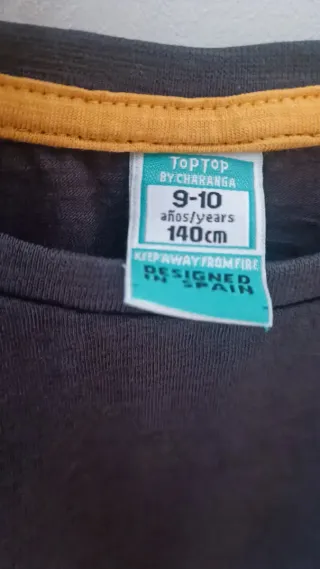 TOPTOP
BY CHARANGA
9-10
años/years
140cm
KEEP AWAY FROM FIRE
DESIGNED
IN SPAIN